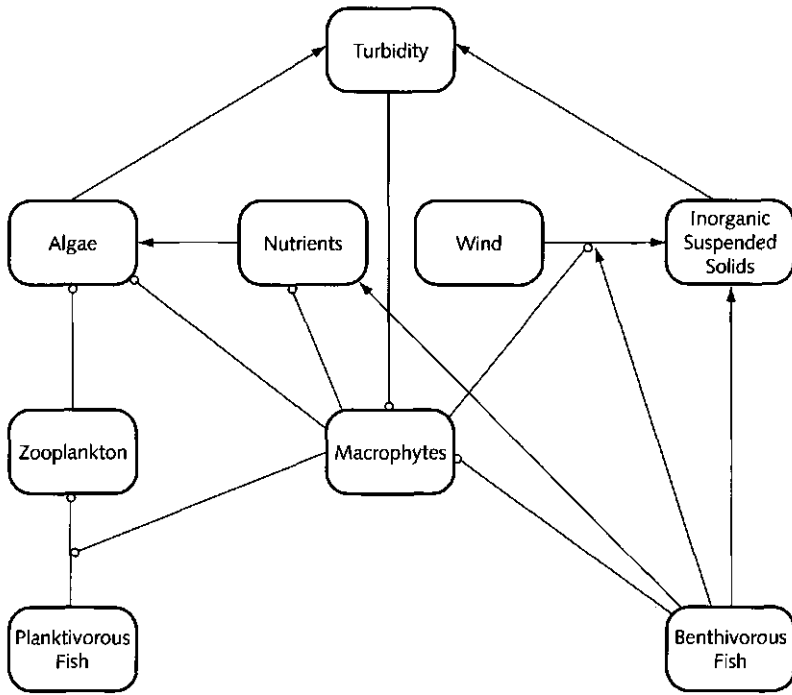 Turbidity
Algae
Nutrients
Wind
Inorganic
Suspended
Solids
Zooplankton
Macrophytes
Planktivorous
Fish
Benthivorous
Fish